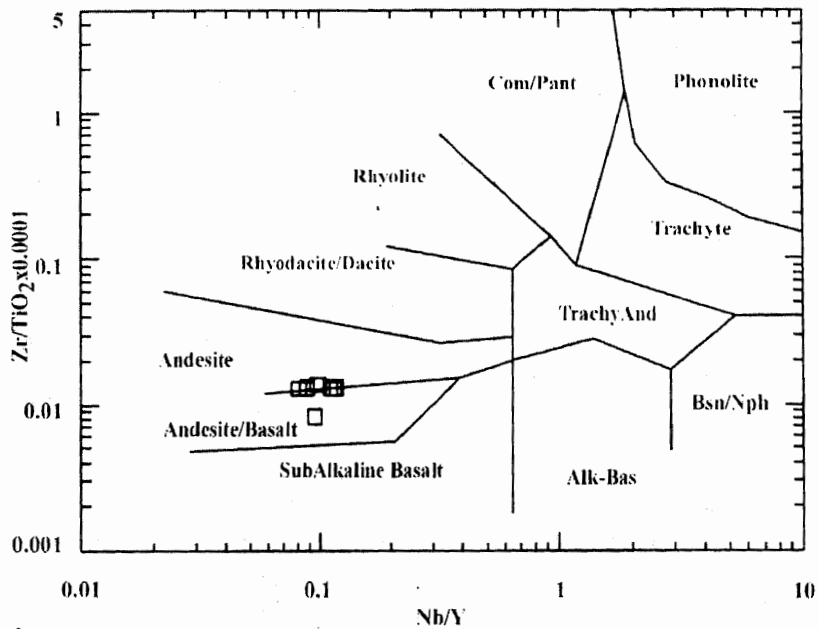 5
Com/Pant
Phonolite
1
Rhyolite
Trachyte
Rhyodacite/Dacite
0.1
TrachyAnd
Zr/TiO2x0.0001
Andesite
Bsn/Nph
0.01
Andesite/Basalt
SubAlkaline Basalt
Alk-Bas
0.001
0.01
0.1
1
10
Nb/Y